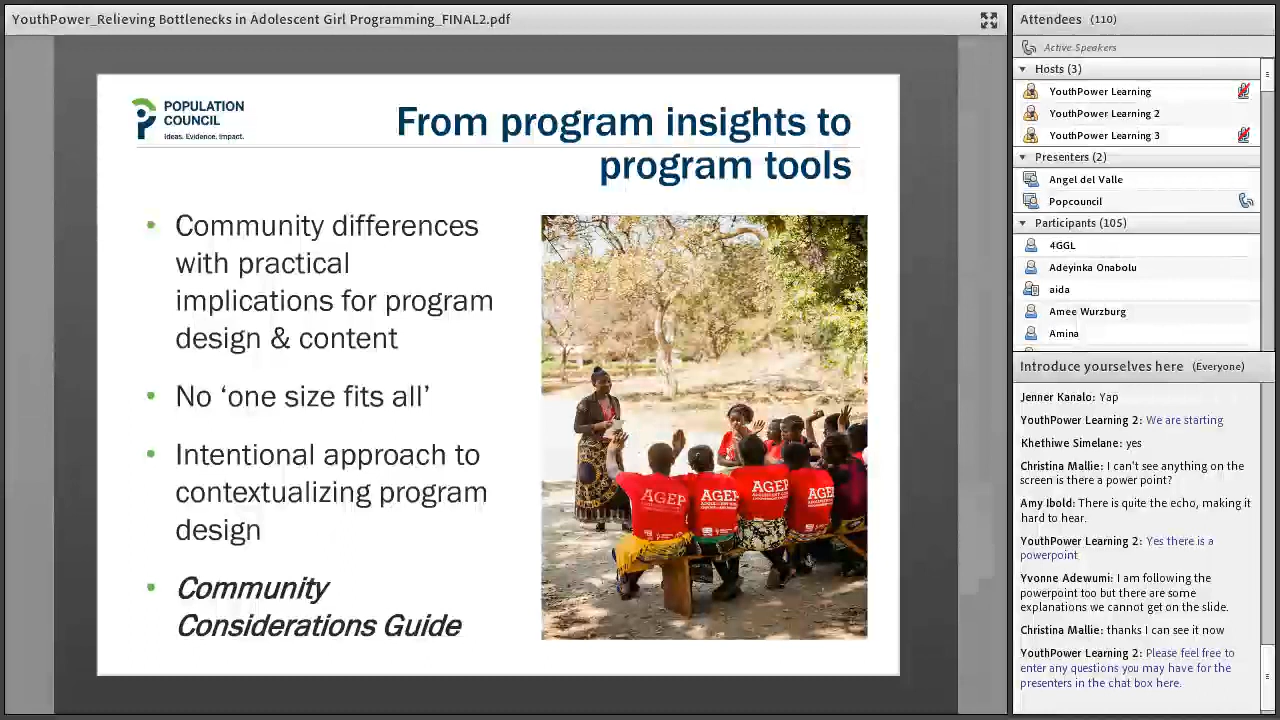 YouthPower_Relieving Bottlenecks in Adolescent Girl Programming_FINAL2.pdf
POPULATION
COUNCIL
Ideas. Evidence. Impact.
From program insights to
program tools
• Community differences
with practical
implications for program
design & content
• No ‘one size fits all’
• Intentional approach to
contextualizing program
design
• Community
Considerations Guide
AGEP
AGEP
AGEP
AGEP
Attendees (110)
Active Speakers
Hosts (3)
YouthPower Learning
YouthPower Learning 2
YouthPower Learning 3
Presenters (2)
Angel del Valle
Popcouncil
Participants (105)
4GGL
Adeyinka Onabolu
aida
Amee Wurzburg
Amina
Introduce yourselves here (Everyone)
Jenner Kanalo: Yap
YouthPower Learning 2: We are starting
Khethiwe Simelane: yes
Christina Mallie: I can't see anything on the
screen is there a power point?
Amy Ibold: There is quite the echo, making it
hard to hear.
YouthPower Learning 2: Yes there is a
powerpoint
Yvonne Adewumi: I am following the
powerpoint too but there are some
explanations we cannot get on the slide.
Christina Mallie: thanks I can see it now
YouthPower Learning 2: Please feel free to
enter any questions you may have for the
presenters in the chat box here.